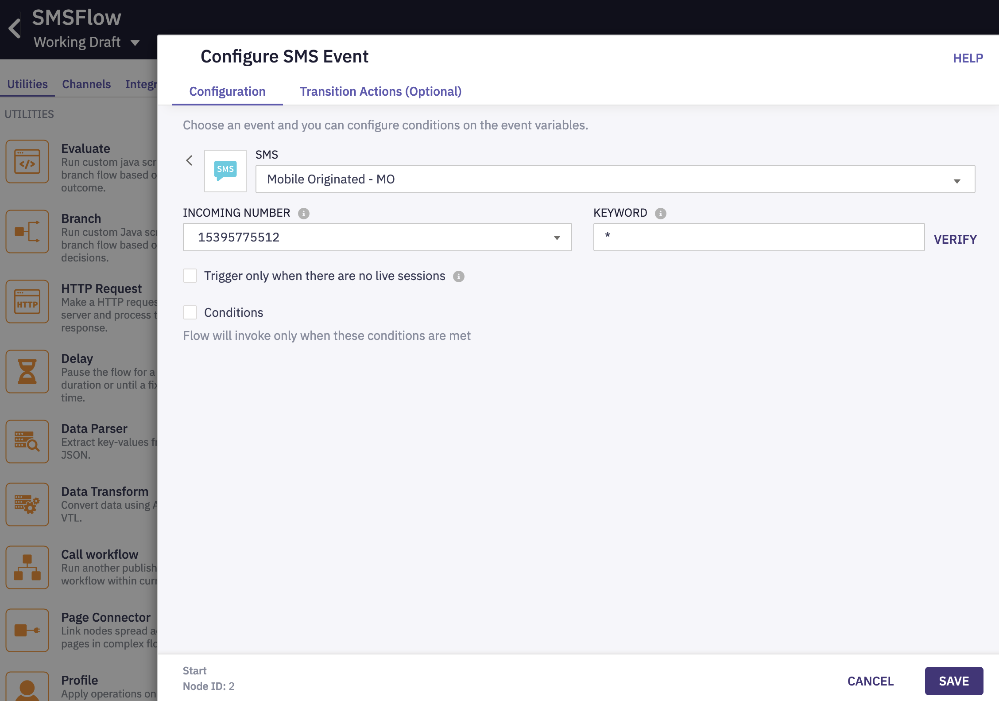 SMSFlow
Working Draft
Configure SMS Event
HELP
Utilities
Channels
Integr
Configuration
Transition Actions (Optional)
UTILITIES
Choose an event and you can configure conditions on the event variables.
SMS
SMS
Mobile Originated - MO
INCOMING NUMBER
KEYWORD
15395775512
*
VERIFY
Trigger only when there are no live sessions
Conditions
Flow will invoke only when these conditions are met
Evaluate
Run custom java scr
branch flow based o
outcome.
Branch
Run custom Java scr
branch flow based o
decisions.
HTTP
HTTP Request
Make a HTTP reques
server and process t
response.
Delay
Pause the flow for a
duration or until a fix
time.
Data Parser
Extract key-values fr
JSON.
Data Transform
Convert data using A
VTL.
Call workflow
Run another publish
workflow within curr
Page Connector
Link nodes spread ac
pages in complex flo
Profile
Apply operations on
Start
Node ID: 2
CANCEL
SAVE